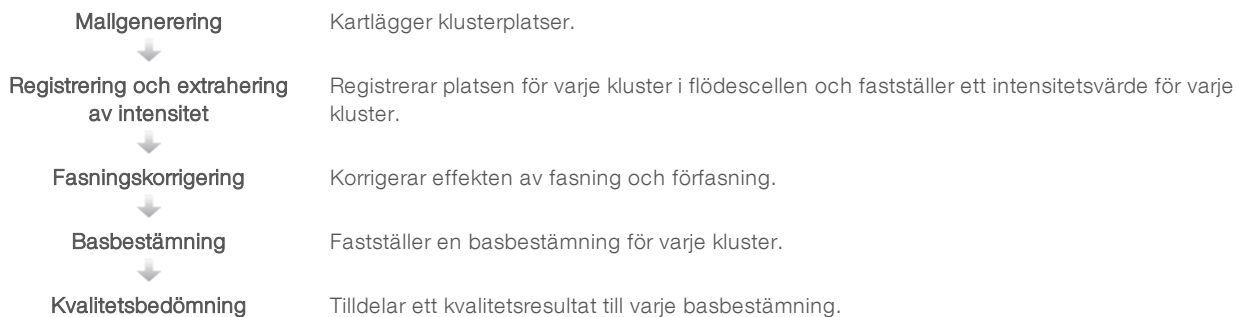 Mallgenerering Kartlägger klusterplatser.
Registrering och extrahering Registrerar platsen för varje kluster i flödescellen och fastställer ett intensitetsvärde för varje
av intensitet kluster.
Fasningskorrigering Korrigerar effekten av fasning och förfasning.
Basbestämning Fastställer en basbestämning för varje kluster.
Kvalitetsbedömning Tilldelar ett kvalitetsresultat till varje basbestämning.